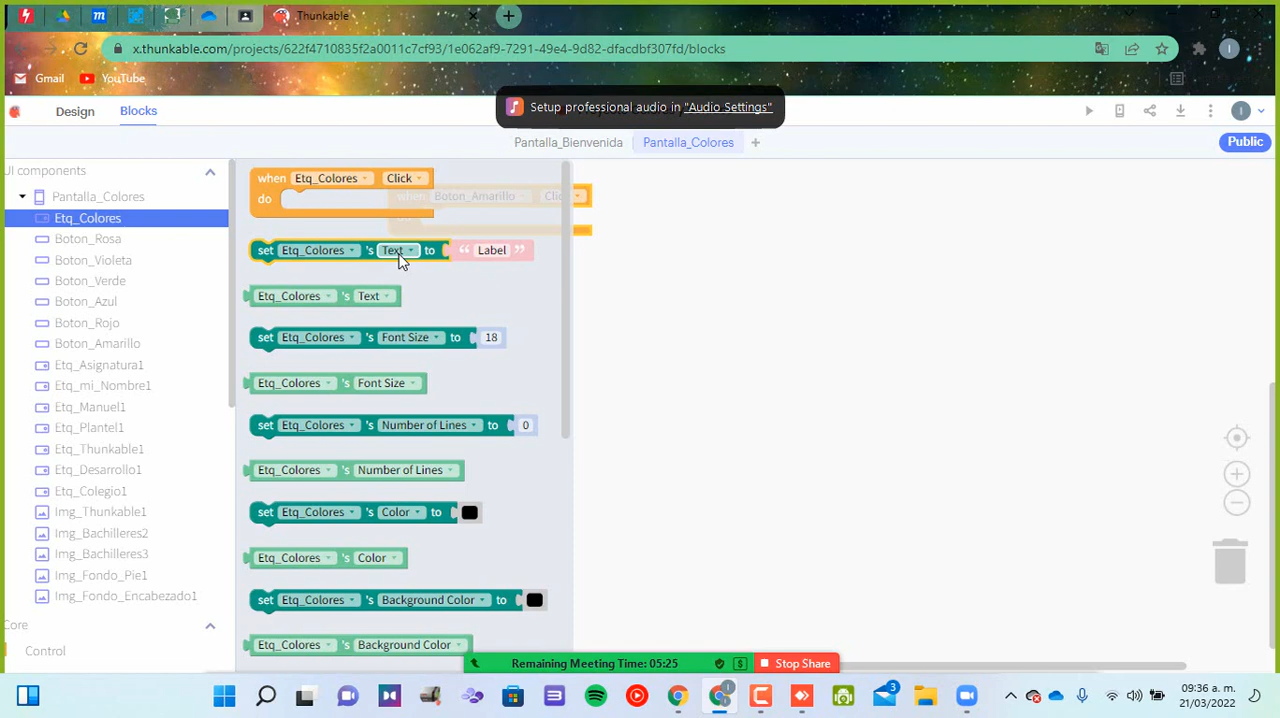 Thunkable
x.thunkable.com/projects/622f4710835f2a0011c7cf93/1e062af9-7291-49e4-9d82-dfacdbf307fd/blocks
I
Gmail
YouTube
Setup professional audio in "Audio Settings"
Design
Blocks
I
Pantalla_Bienvenida
Pantalla_Colores
Public
UI components
Pantalla_Colores
Etq_Colores
Boton_Rosa
Boton_Violeta
Boton_Verde
Boton_Azul
Boton_Rojo
Boton_Amarillo
Etq_Asignatura1
Etq_mi_Nombre1
Etq_Manuel1
Etq_Plantel1
Etq_Thunkable1
Etq_Desarrollo1
Etq_Colegio1
Img_Thunkable1
Img_Bachilleres2
Img_Bachilleres3
Img_Fondo_Pie1
Img_Fondo_Encabezado1
Core
Control
when Etq_Colores Click
do
when Boton_Amarillo Click
set Etq_Colores 's Text to “ Label ”
Etq_Colores 's Text
set Etq_Colores 's Font Size to 18
Etq_Colores 's Font Size
set Etq_Colores 's Number of Lines to 0
Etq_Colores 's Number of Lines
set Etq_Colores 's Color to
Etq_Colores 's Color
set Etq_Colores 's Background Color to
Etq_Colores 's Background Color
Remaining Meeting Time: 05:25
Stop Share
3
09:36 a. m.
21/03/2022